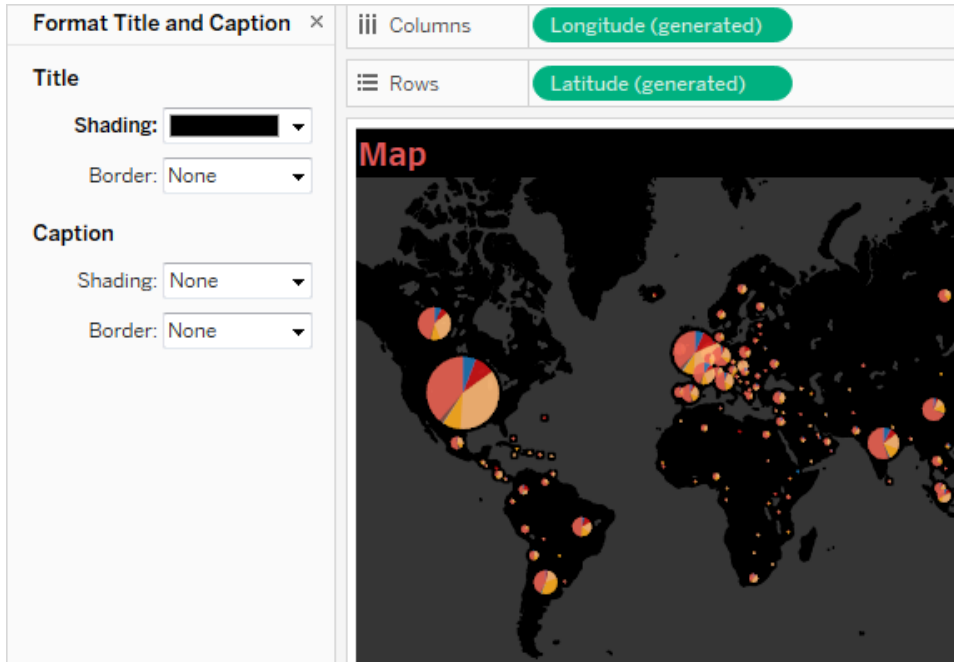 Format Title and Caption ×
Title
Shading:
Border: None
Caption
Shading: None
Border: None
Columns Longitude (generated)
Rows Latitude (generated)
Map